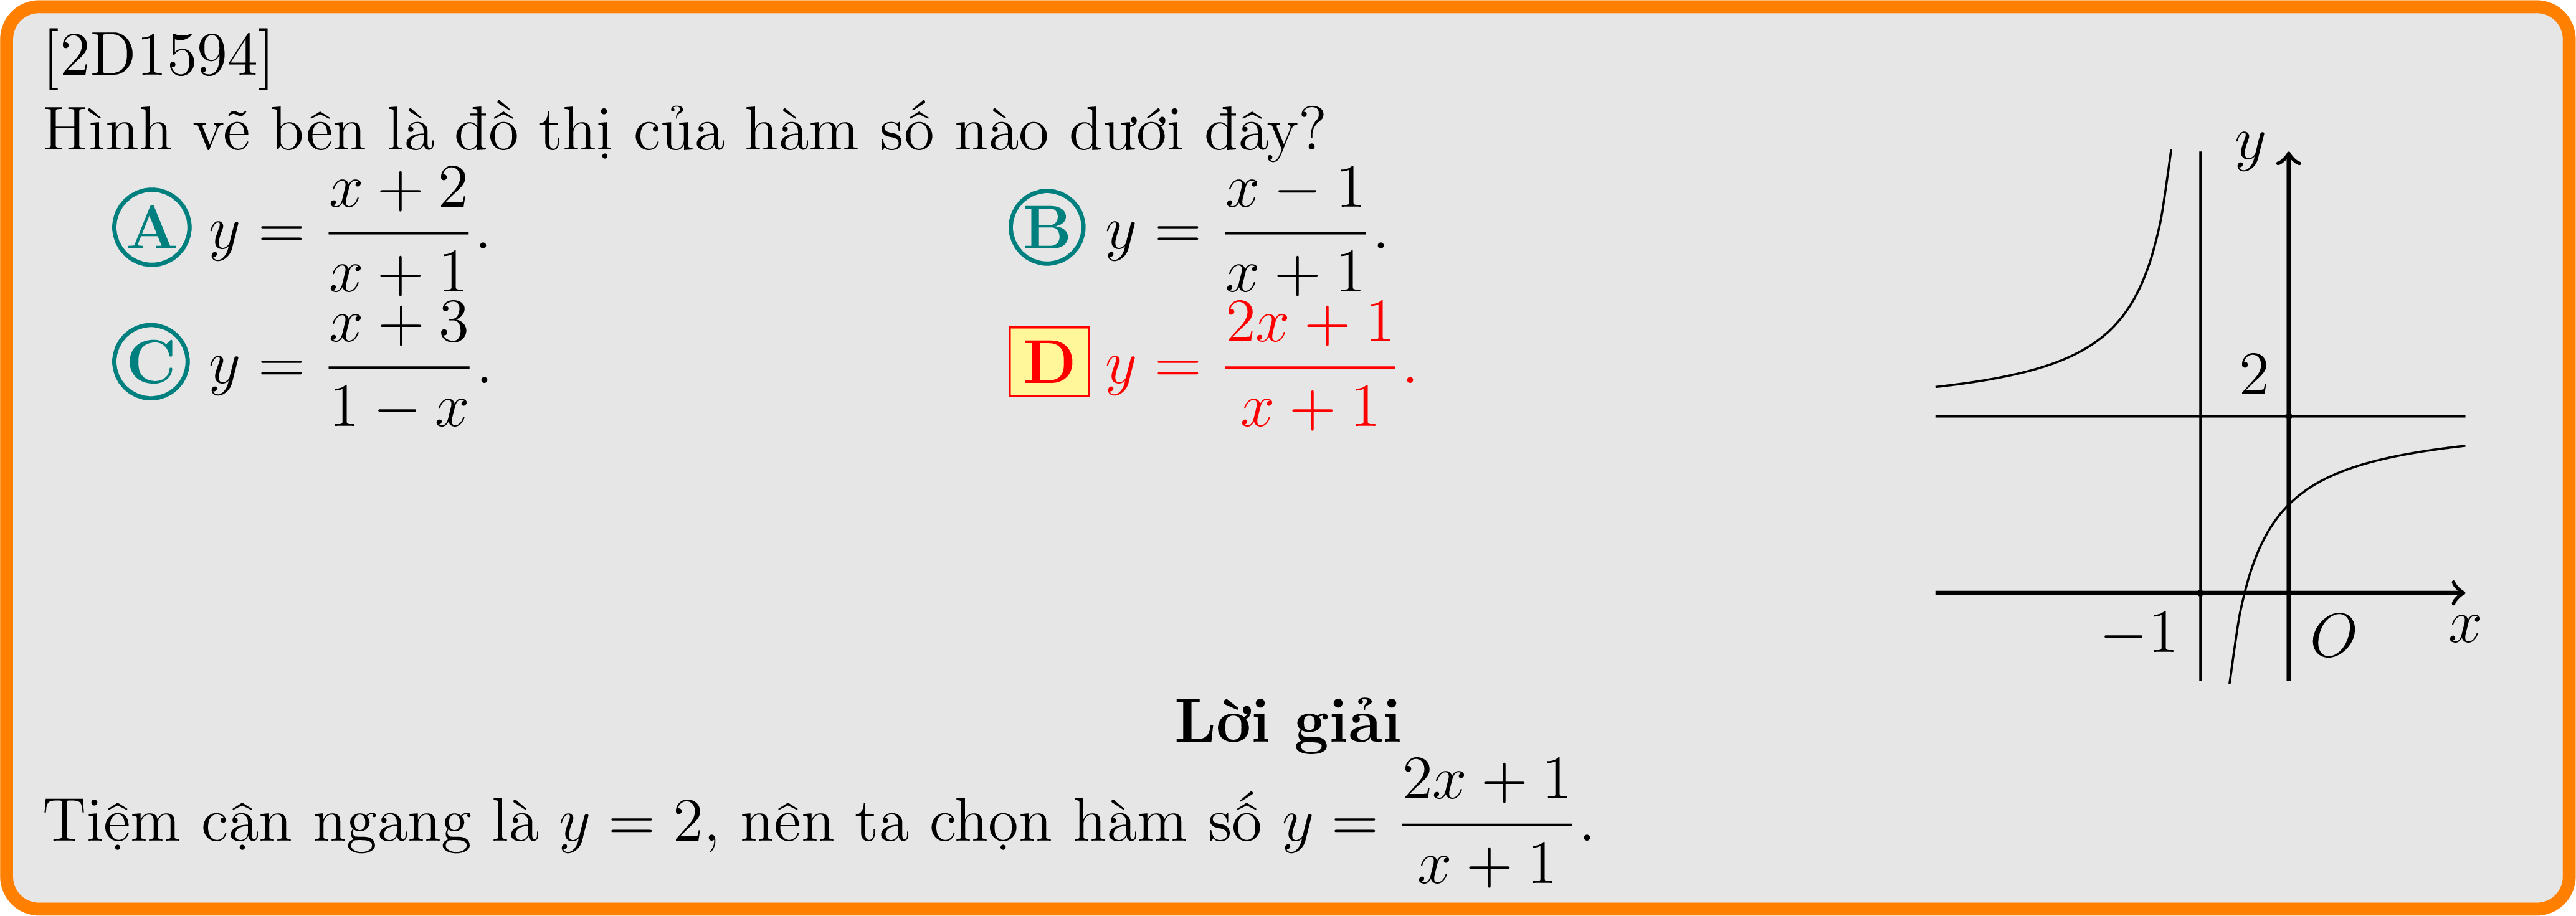 [2D1594]
Hình vẽ bên là đồ thị của hàm số nào dưới đây?
A y = \frac{x + 2}{x + 1}. B y = \frac{x − 1}{x + 1}.
C y = \frac{x + 3}{1 − x}. D y = \frac{2x + 1}{x + 1}.
y
2
−1
O
x
Lời giải
Tiệm cận ngang là y = 2, nên ta chọn hàm số y = \frac{2x + 1}{x + 1}.